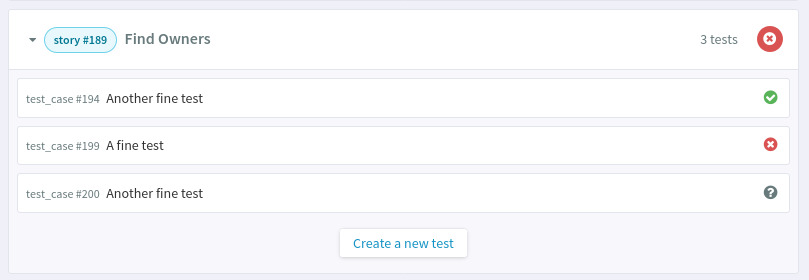 story #189 Find Owners 3 tests
test_case #194 Another fine test
test_case #199 A fine test
test_case #200 Another fine test
Create a new test